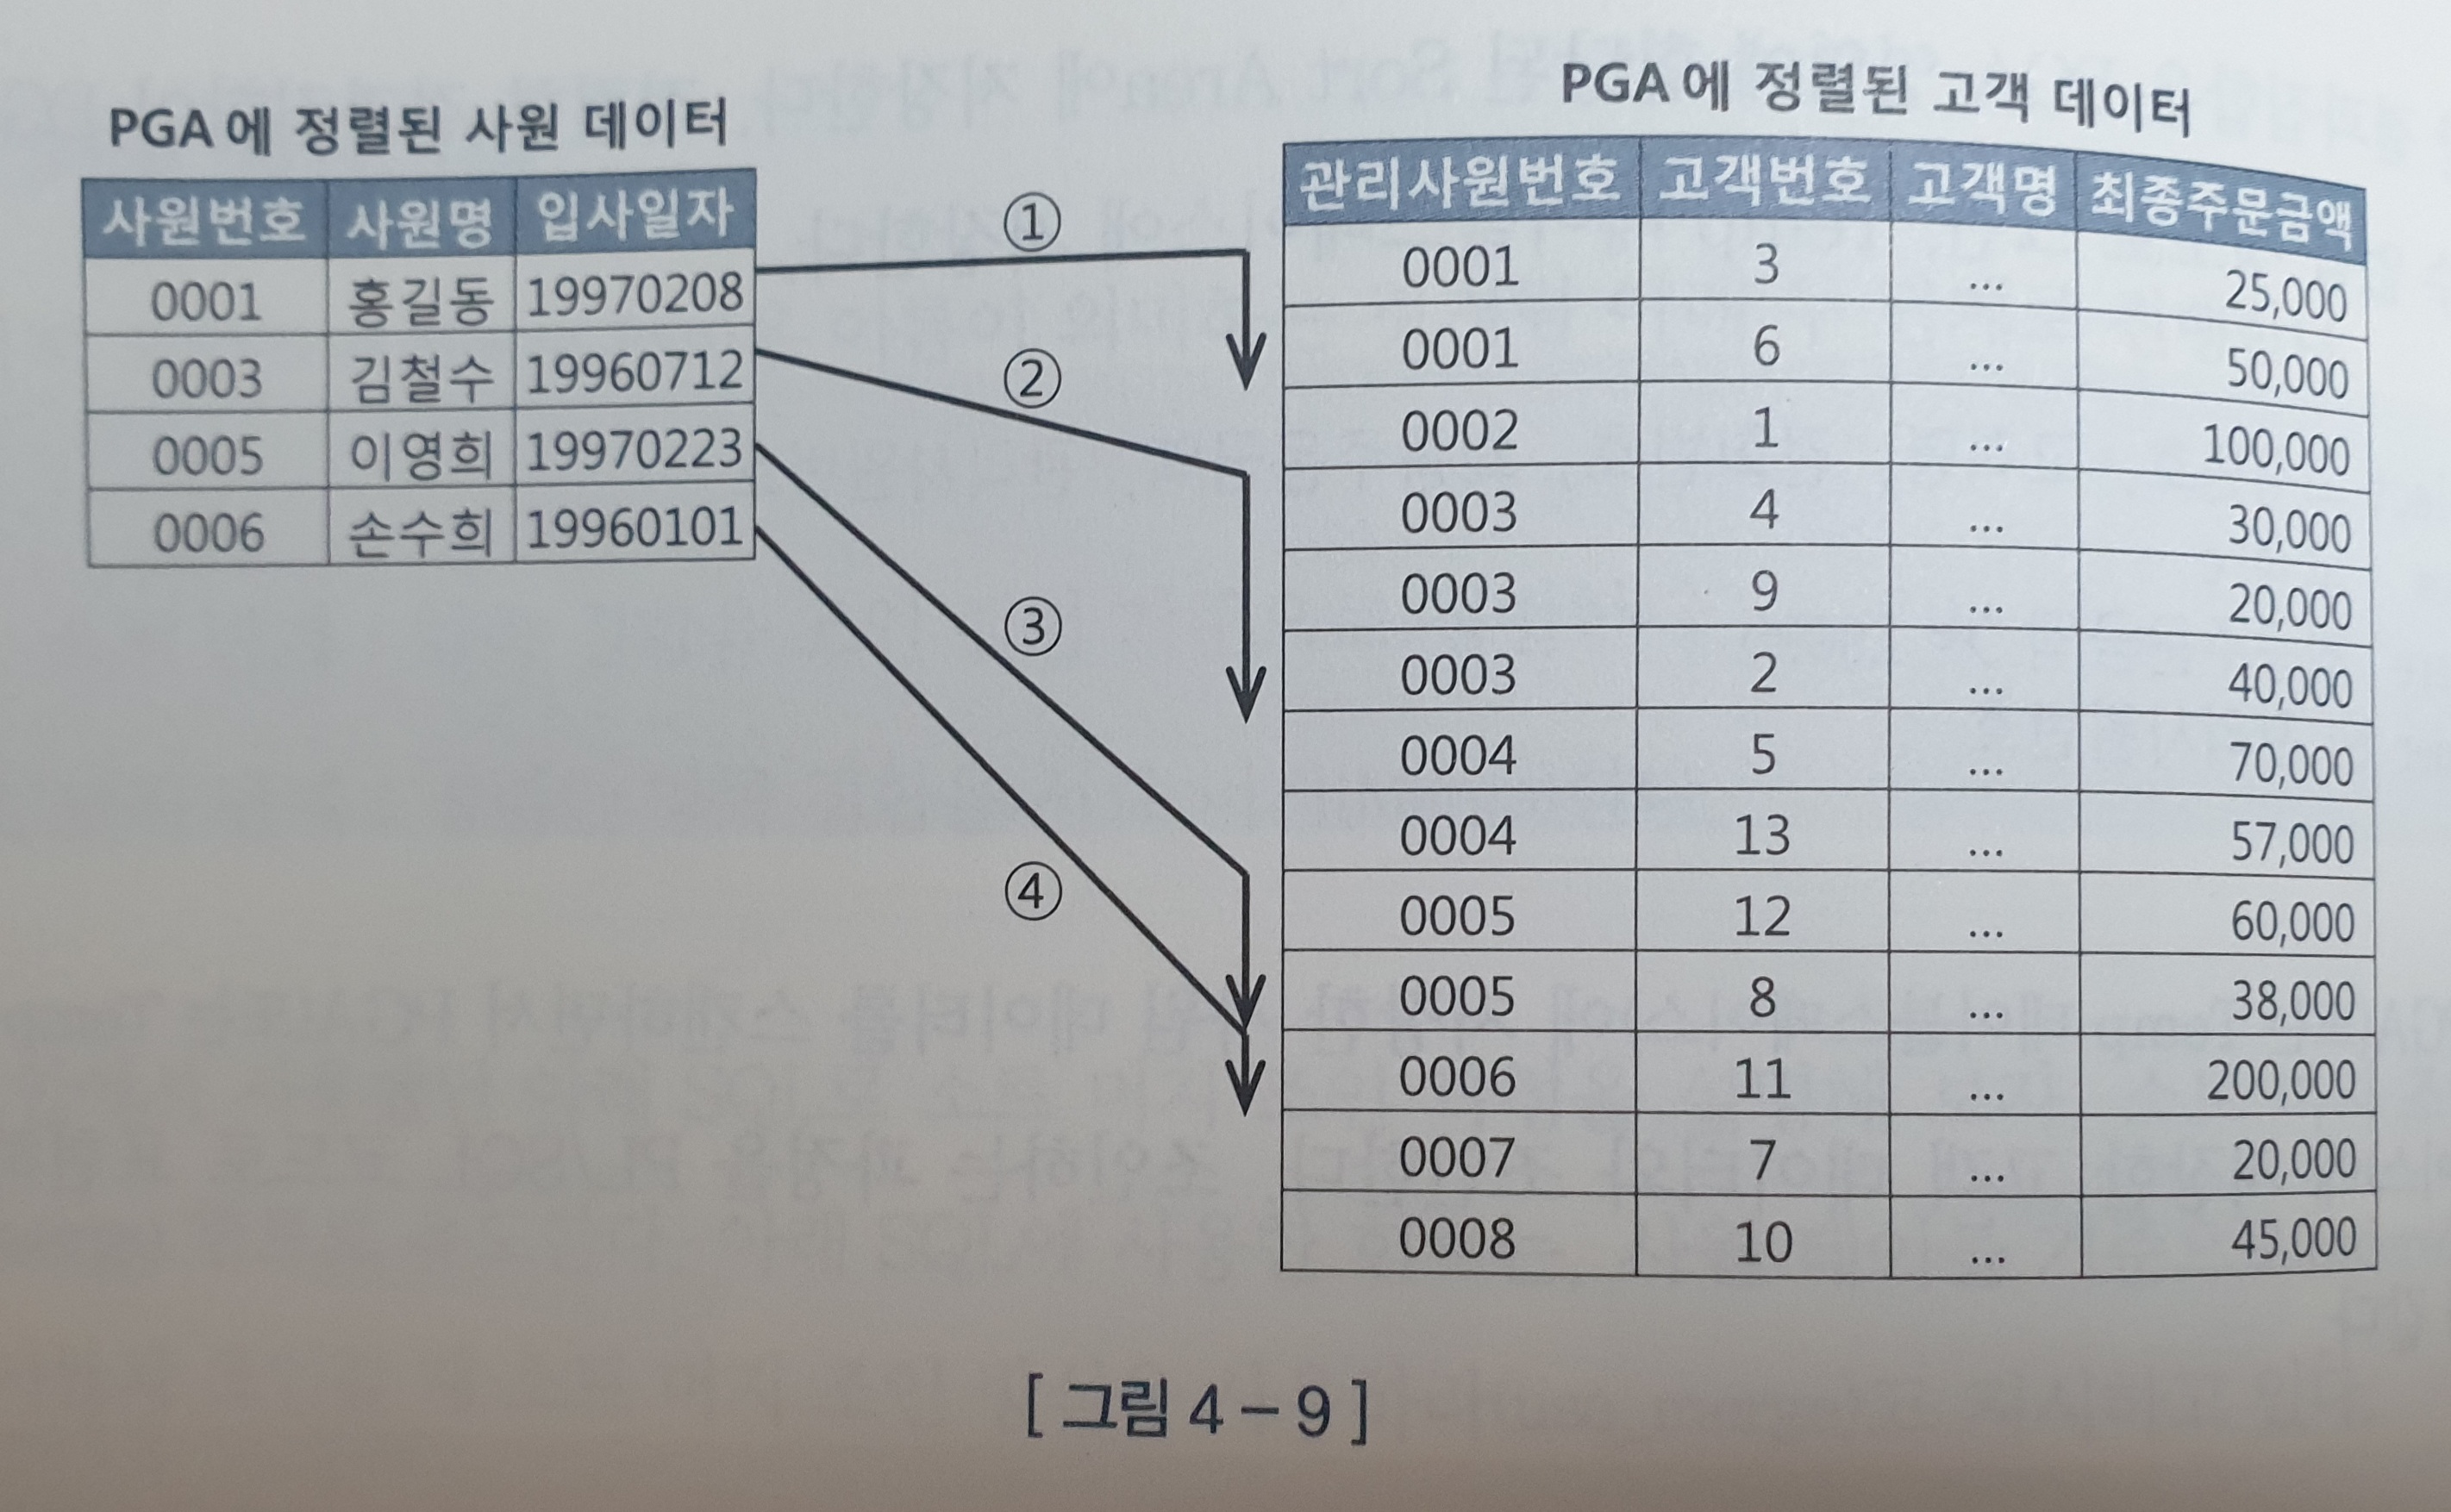 PGA에 정렬된 사원 데이터
사원번호 사원명 입사일자
0001 홍길동 19970208
0003 김철수 19960712
0005 이영희 19970223
0006 손수희 19960101
①
②
③
④
PGA에 정렬된 고객 데이터
관리사원번호 고객번호 고객명 최종주문금액
0001 3 ... 25,000
0001 6 ... 50,000
0002 1 ... 100,000
0003 4 ... 30,000
0003 9 ... 20,000
0003 2 ... 40,000
0004 5 ... 70,000
0004 13 ... 57,000
0005 12 ... 60,000
0005 8 ... 38,000
0006 11 ... 200,000
0007 7 ... 20,000
0008 10 ... 45,000
[ 그림 4 – 9 ]